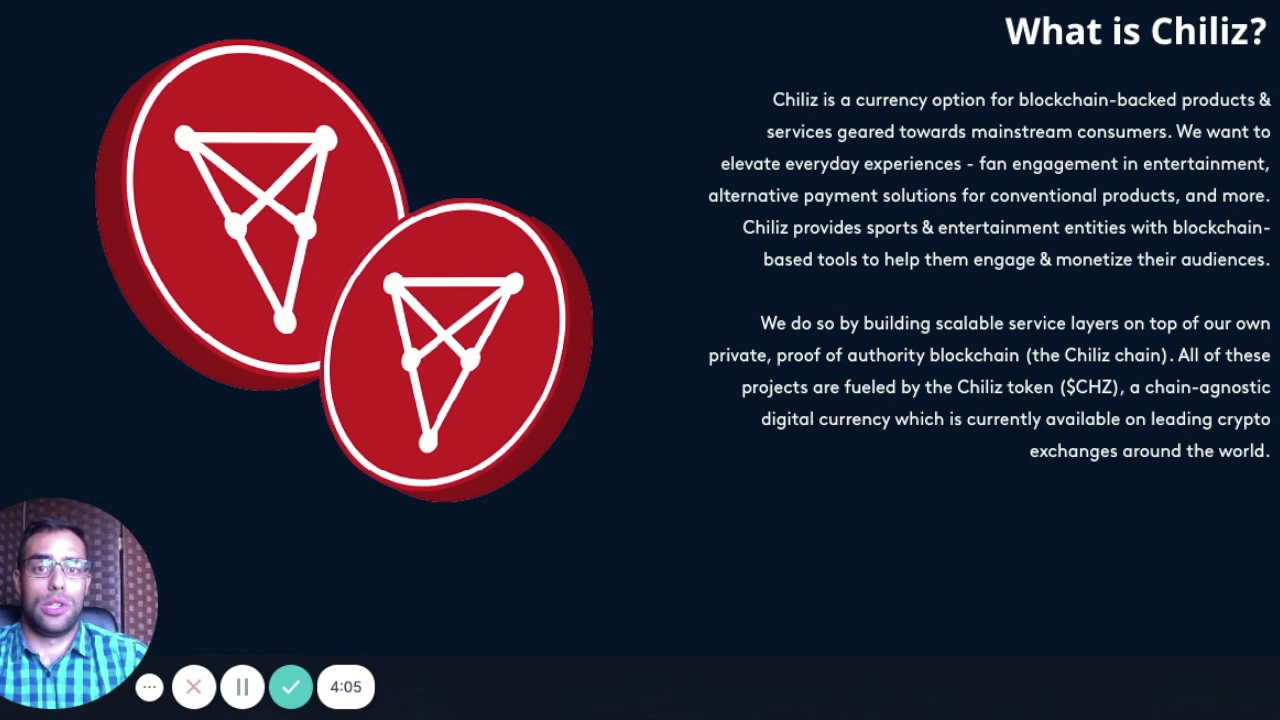 What is Chiliz?
Chiliz is a currency option for blockchain-backed products &
services geared towards mainstream consumers. We want to
elevate everyday experiences - fan engagement in entertainment,
alternative payment solutions for conventional products, and more.
Chiliz provides sports & entertainment entities with blockchain-
based tools to help them engage & monetize their audiences.
We do so by building scalable service layers on top of our own
private, proof of authority blockchain (the Chiliz chain). All of these
projects are fueled by the Chiliz token ($CHZ), a chain-agnostic
digital currency which is currently available on leading crypto
exchanges around the world.
4:05